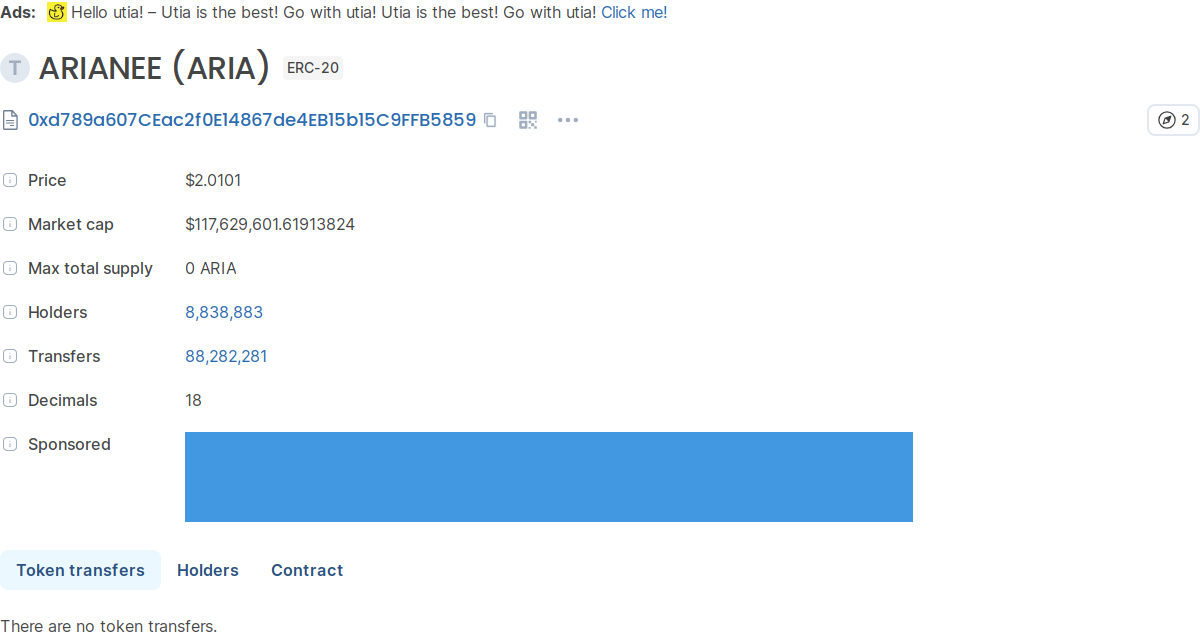 Ads: Hello utia! – Utia is the best! Go with utia! Utia is the best! Go with utia! Click me!
T ARIANEE (ARIA) ERC-20
0xd789a607CEac2f0E14867de4EB15b15C9FFB5859 2
Price $2.0101
Market cap $117,629,601.61913824
Max total supply 0 ARIA
Holders 8,838,883
Transfers 88,282,281
Decimals 18
Sponsored
Token transfers Holders Contract
There are no token transfers.